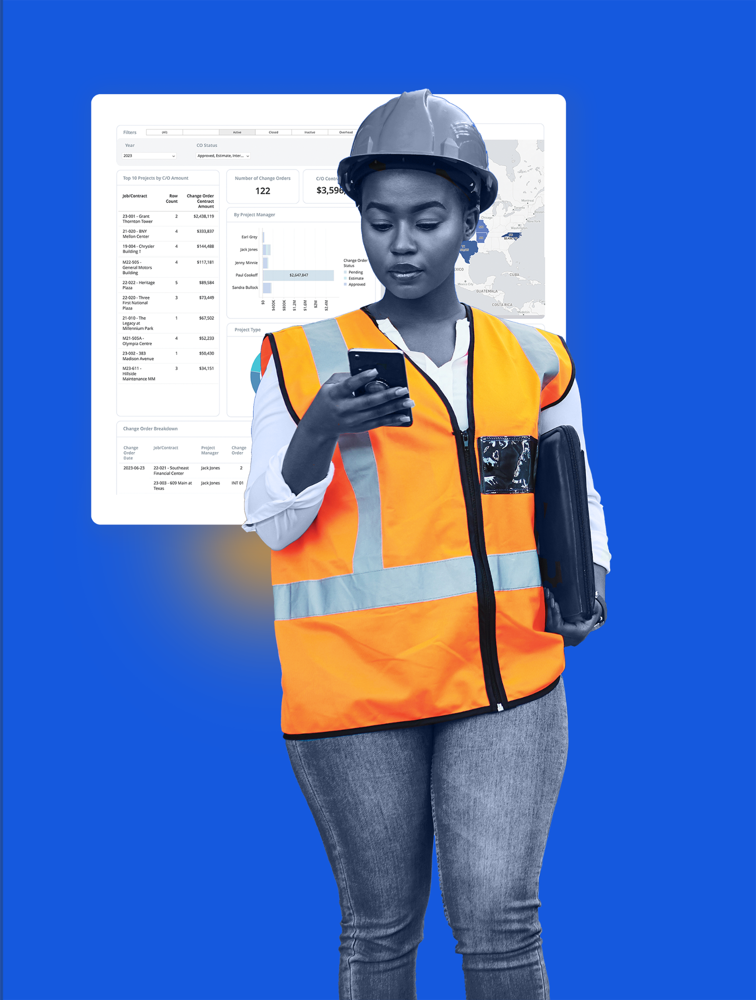 Filters (All) Active Closed Inactive Overhead
Year CO Status
2023 Approved, Estimate, Inter...
Top 10 Projects by C/O Amount
Job/Contract Row Count Change Order Contract Amount
23-001 - Grant Thornton Tower 2 $2,438,119
21-020 - BNY Mellon Center 4 $333,837
19-004 - Chrysler Building † 4 $144,488
M22-505 - General Motors Building 4 $117,181
22-022 - Heritage Plaza 5 $89,584
22-020 - Three First National Plaza 3 $73,449
21-010 - The Legacy at Millennium Park 1 $67,502
M21-505A - Olympia Centre 4 $52,233
23-002 - 383 Madison Avenue 1 $50,430
M23-611 - Hillside Maintenance MM 3 $34,151
Number of Change Orders
122
C/O Contra
$3,596,
By Project Manager
Earl Grey
Jack Jones
Jenny Minnie
Paul Cookoff $2,647,847
Sandra Bullock
$0 $400K $800K $1.2M $1.6M $2M $2.4M
Change Order
Status
Pending
Estimate
Approved
Project Type
Montreal
Toronto
Boston
Chicago
New York
Washington
MO
AR
TX
EXICO
CUBA
Mexico City
GUATEMALA
COSTA RICA
Medellín
Change Order Breakdown
Change Order Date Job/Contract Project Manager Change Order
2023-06-23 22-021 - Southeast Financial Center Jack Jones 2
23-003 - 609 Main at Texas Jack Jones INT 01